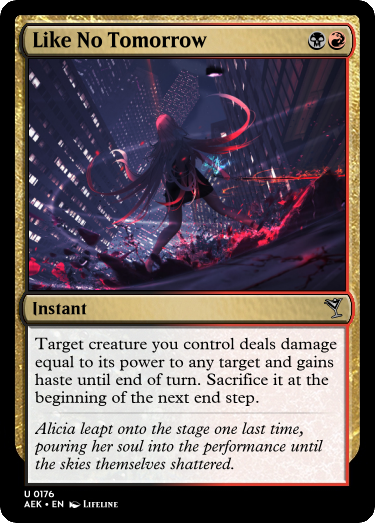 Like No Tomorrow
Instant
Target creature you control deals damage
equal to its power to any target and gains
haste until end of turn. Sacrifice it at the
beginning of the next end step.
Alicia leapt onto the stage one last time,
pouring her soul into the performance until
the skies themselves shattered.
U 0176
AEK • EN Lifeline